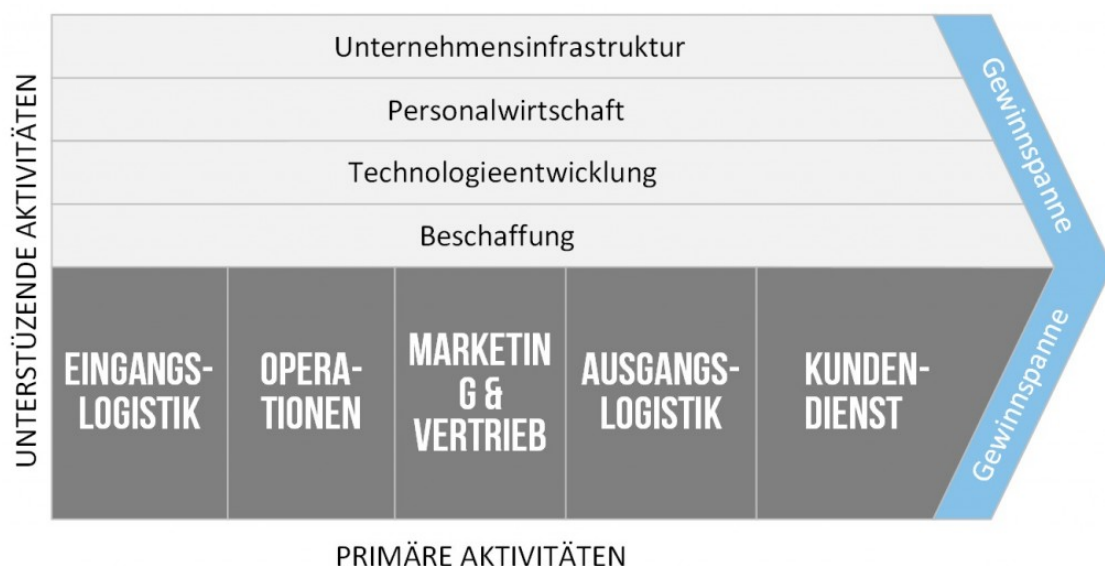 UNTERSTÜZENDE AKTIVITÄTEN
Unternehmensinfrastruktur
Personalwirtschaft
Technologieentwicklung
Beschaffung
Gewinnspanne
EINGANGS-
LOGISTIK
OPERA-
TIONEN
MARKETIN
G &
VERTRIEB
AUSGANGS-
LOGISTIK
KUNDEN-
DIENST
Gewinnspanne
PRIMÄRE AKTIVITÄTEN